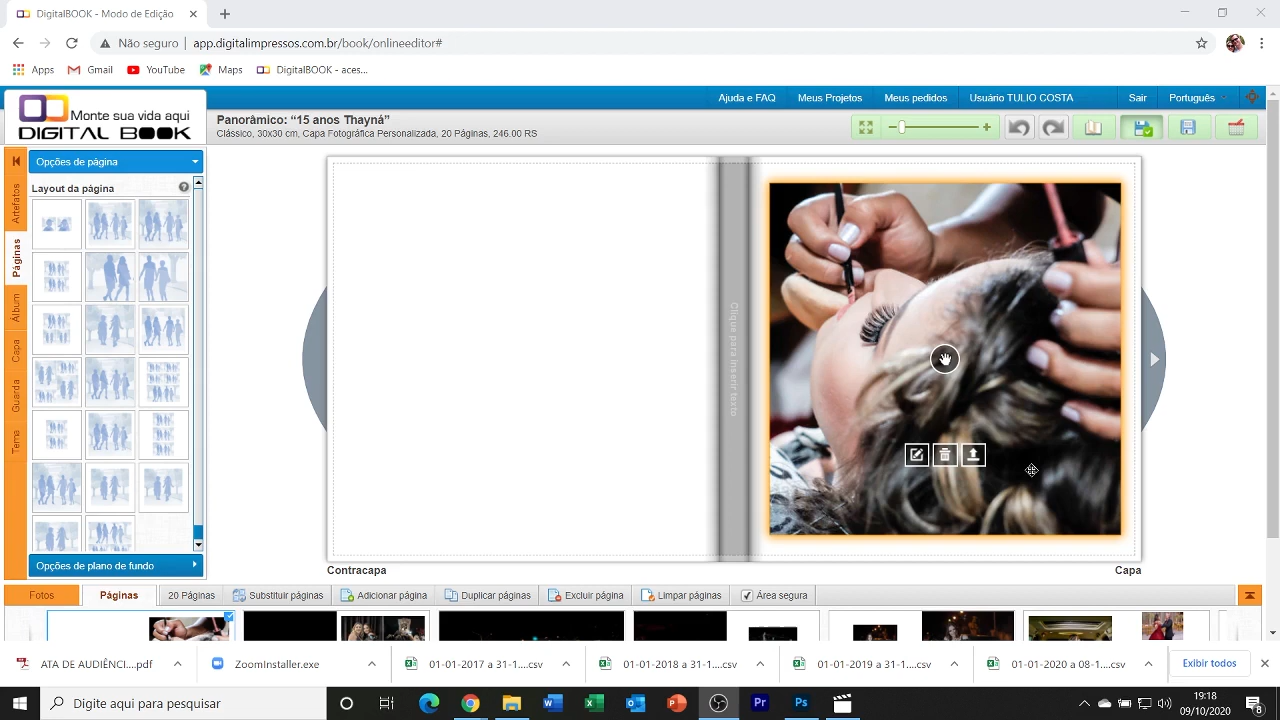 DigitalBOOK - Modo de Edição
Não seguro
app.digitalimpressos.com.br/book/onlineeditor#
Apps
Gmail
YouTube
Maps
DigitalBOOK - aces...
Monte sua vida aqui
DIGITAL BOOK
Ajuda e FAQ
Meus Projetos
Meus pedidos
Usuário TULIO COSTA
Sair
Português
Panorâmico: “15 anos Thayná”
Clássico, 30x30 cm, Capa Fotográfica Personalizada, 20 Páginas, 246.00 R$
Artefatos
Páginas
Álbum
Capa
Guarda
Tema
Opções de página
Layout da página
?
Opções de plano de fundo
Clique para inserir texto
Contracapa
Capa
Fotos
Páginas
20 Páginas
Substituir páginas
Adicionar página
Duplicar páginas
Excluir página
Limpar páginas
Área segura
ATA DE AUDIÊNCI...pdf
ZoomInstaller.exe
01-01-2017 a 31-1....csv
01-01-2018 a 31-1....csv
01-01-2019 a 31-1....csv
01-01-2020 a 08-1....csv
Exibir todos
Digite aqui para pesquisar
Pr
Ps
19:18
09/10/2020